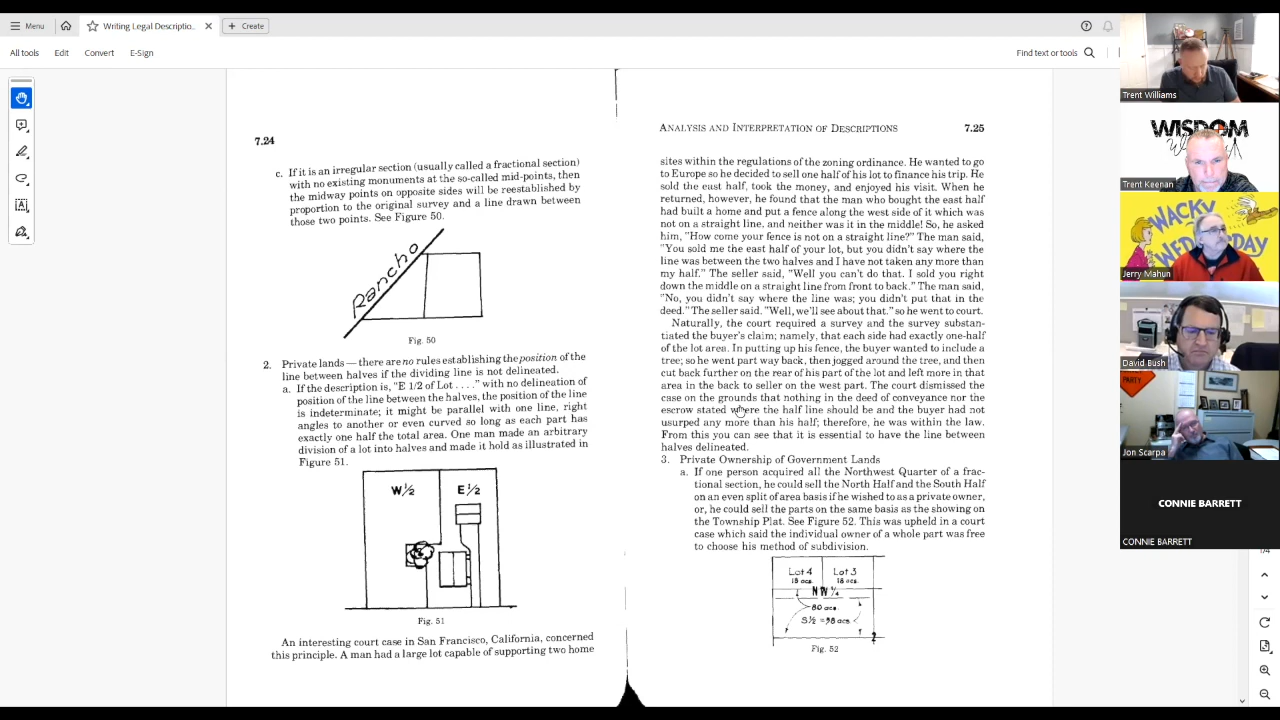 Menu
Writing Legal Descriptio...
Create
All tools
Edit
Convert
E-Sign
Find text or tools
7.24
c. If it is an irregular section (usually called a fractional section)
with no existing monuments at the so-called mid-points, then
the midway points on opposite sides will be reestablished by
proportion to the original survey and a line drawn between
those two points. See Figure 50.
Rancho
Fig. 50
2. Private lands — there are no rules establishing the position of the
line between halves if the dividing line is not delineated.
a. If the description is, "E 1/2 of Lot . . . ." with no delineation of
position of the line between the halves, the position of the line
is indeterminate; it might be parallel with one line, right
angles to another or even curved so long as each part has
exactly one half the total area. One man made an arbitrary
division of a lot into halves and made it hold as illustrated in
Figure 51.
W½
E½
Fig. 51
An interesting court case in San Francisco, California, concerned
this principle. A man had a large lot capable of supporting two home
ANALYSIS AND INTERPRETATION OF DESCRIPTIONS 7.25
sites within the regulations of the zoning ordinance. He wanted to go
to Europe so he decided to sell one half of his lot to finance his trip. He
sold the east half, took the money, and enjoyed his visit. When he
returned, however, he found that the man who bought the east half
had built a home and put a fence along the west side of it which was
not on a straight line, and neither was it in the middle! So, he asked
him, "How come your fence is not on a straight line?" The man said,
"You sold me the east half of your lot, but you didn't say where the
line was between the two halves and I have not taken any more than
my half." The seller said, "Well you can't do that. I sold you right
down the middle on a straight line from front to back." The man said,
"No, you didn't say where the line was; you didn't put that in the
deed." The seller said. "Well, we'll see about that." so he went to court.
Naturally, the court required a survey and the survey substan-
tiated the buyer's claim; namely, that each side had exactly one-half
of the lot area. In putting up his fence, the buyer wanted to include a
tree; so he went part way back, then jogged around the tree, and then
cut back further on the rear of his part of the lot and left more in that
area in the back to seller on the west part. The court dismissed the
case on the grounds that nothing in the deed of conveyance nor the
escrow stated where the half line should be and the buyer had not
usurped any more than his half; therefore, he was within the law.
From this you can see that it is essential to have the line between
halves delineated.
3. Private Ownership of Government Lands
a. If one person acquired all the Northwest Quarter of a frac-
tional section, he could sell the North Half and the South Half
on an even split of area basis if he wished to as a private owner,
or, he could sell the parts on the same basis as the showing on
the Township Plat. See Figure 52. This was upheld in a court
case which said the individual owner of a whole part was free
to choose his method of subdivision.
Lot 4 Lot 3
18 acs. 18 acs.
NW ¼
80 acs.
S½ = 98 acs
2
Fig. 52
Trent Williams
WISDOM
Trent Keenan
WACKY
WEDNESDAY
Jerry Mahun
David Bush
PARTY
Jon Scarpa
CONNIE BARRETT
CONNIE BARRETT